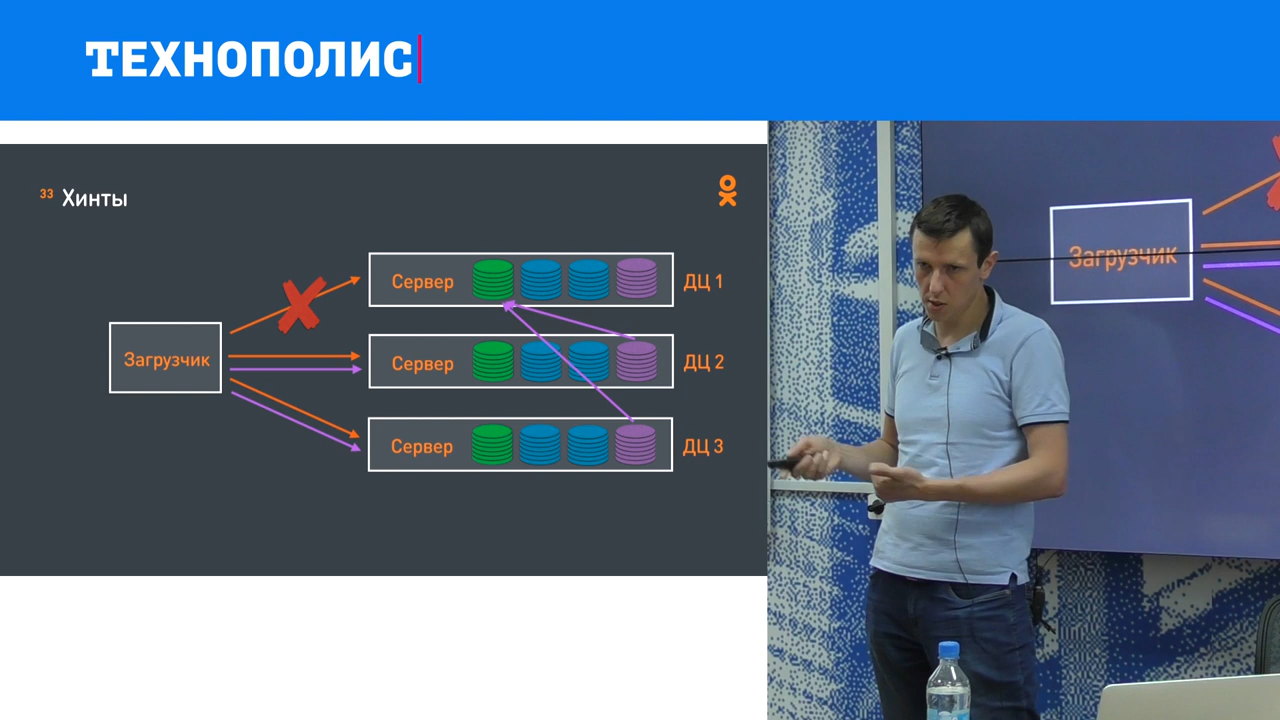 ТЕХНОПОЛИС
33 Хинты
Сервер ДЦ 1
Загрузчик
Сервер ДЦ 2
Сервер ДЦ 3
Загрузчик